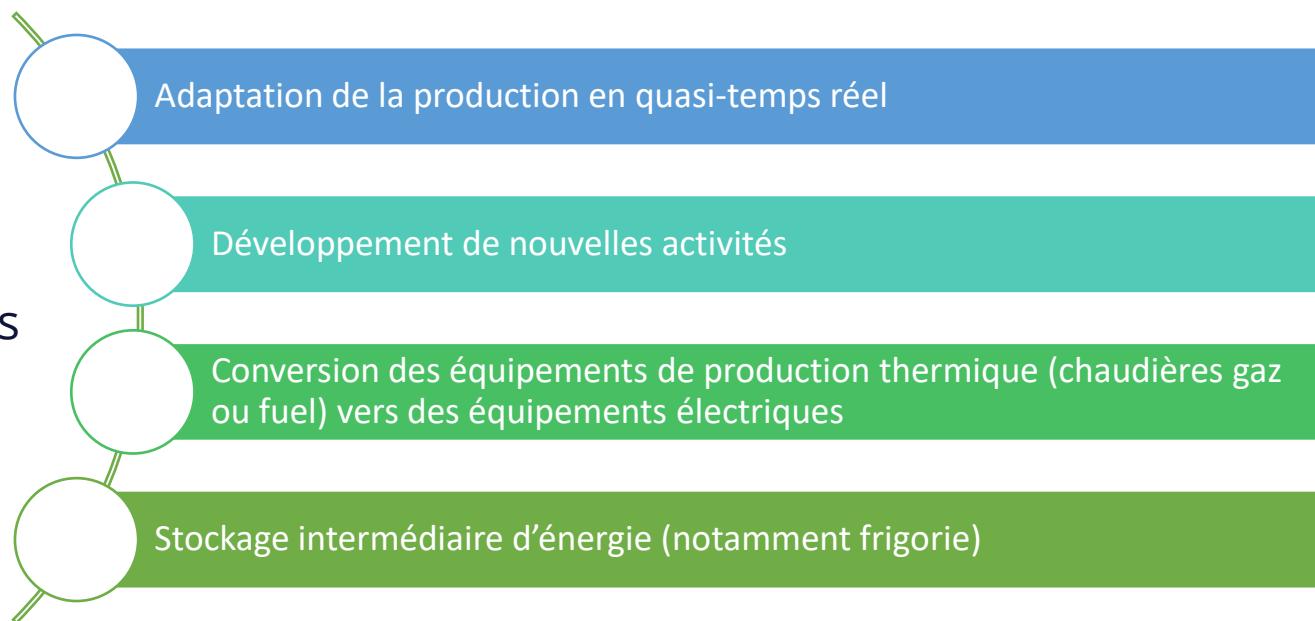 Adaptation de la production en quasi-temps réel
Développement de nouvelles activités
s
Conversion des équipements de production thermique (chaudières gaz
ou fuel) vers des équipements électriques
Stockage intermédiaire d’énergie (notamment frigorie)